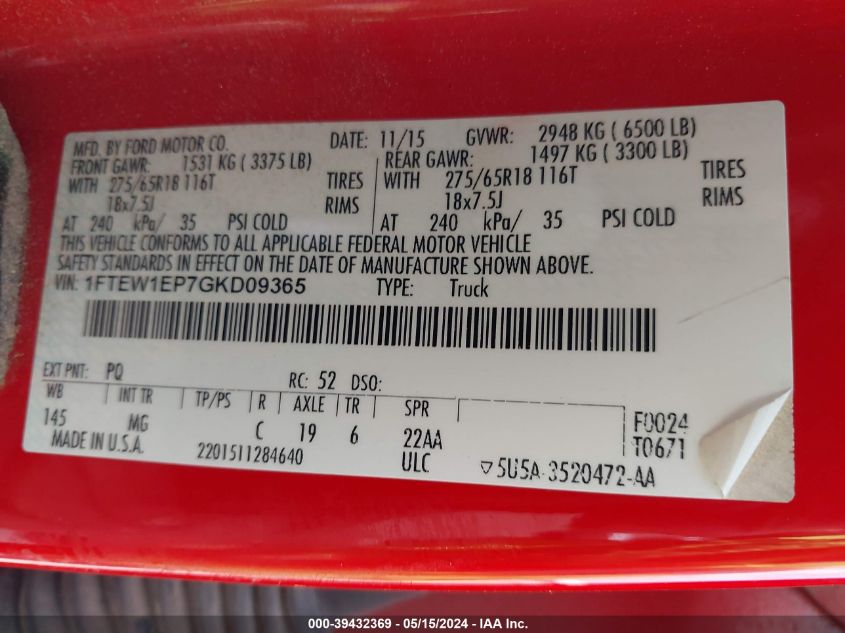 MFD. BY FORD MOTOR CO. DATE: 11/15 GVWR: 2948 KG ( 6500 LB)
FRONT GAWR: 1531 KG ( 3375 LB) REAR GAWR: 1497 KG ( 3300 LB)
WITH 275/65R18 116T TIRES WITH 275/65R18 116T TIRES
18x7.5J RIMS 18x7.5J RIMS
AT 240 kPa/ 35 PSI COLD AT 240 kPa/ 35 PSI COLD
THIS VEHICLE CONFORMS TO ALL APPLICABLE FEDERAL MOTOR VEHICLE
SAFETY STANDARDS IN EFFECT ON THE DATE OF MANUFACTURE SHOWN ABOVE.
VIN: 1FTEW1EP7GKD09365 TYPE: Truck
EXT PNT: PQ RC: 52 DSO:
WB INT TR TP/PS R AXLE TR SPR
145 MG C 19 6 22AA F0024
MADE IN U.S.A. 2201511284640 ULC T0671
▽5U5A-3520472-AA
000-39432369 - 05/15/2024 - IAA Inc.